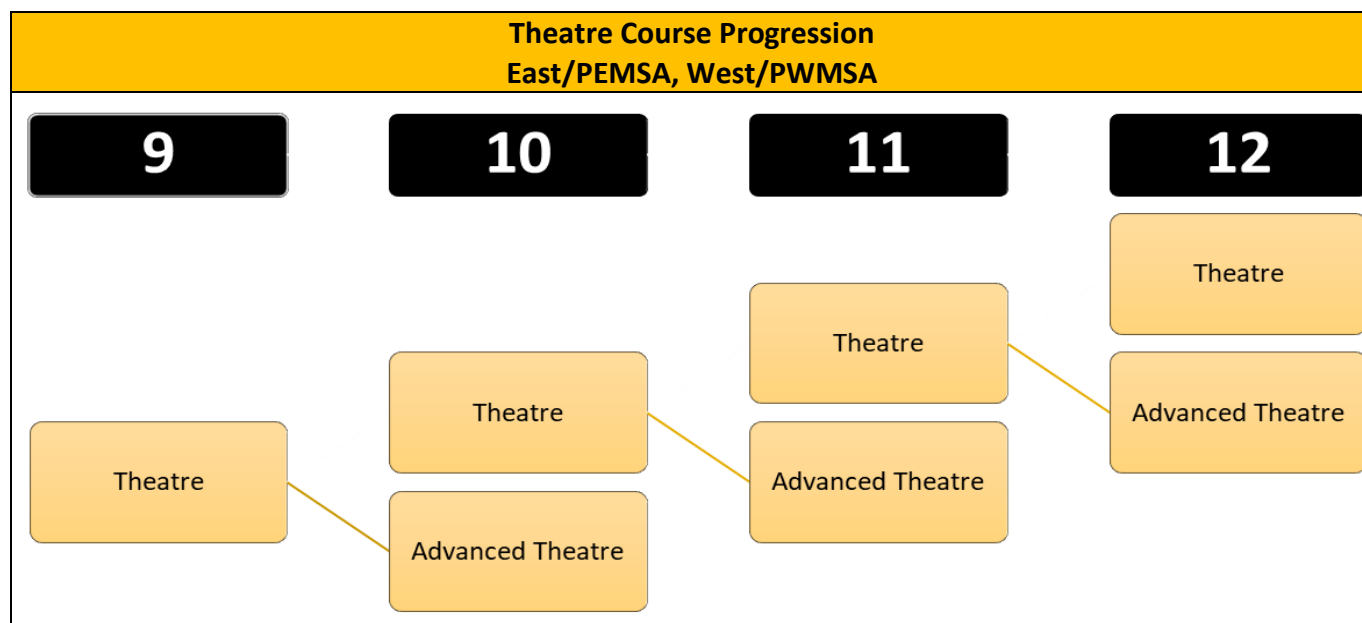 Theatre Course Progression
East/PEMSA, West/PWMSA
9
10
11
12
Theatre
Theatre
Theatre
Theatre
Advanced Theatre
Theatre
Advanced Theatre
Advanced Theatre